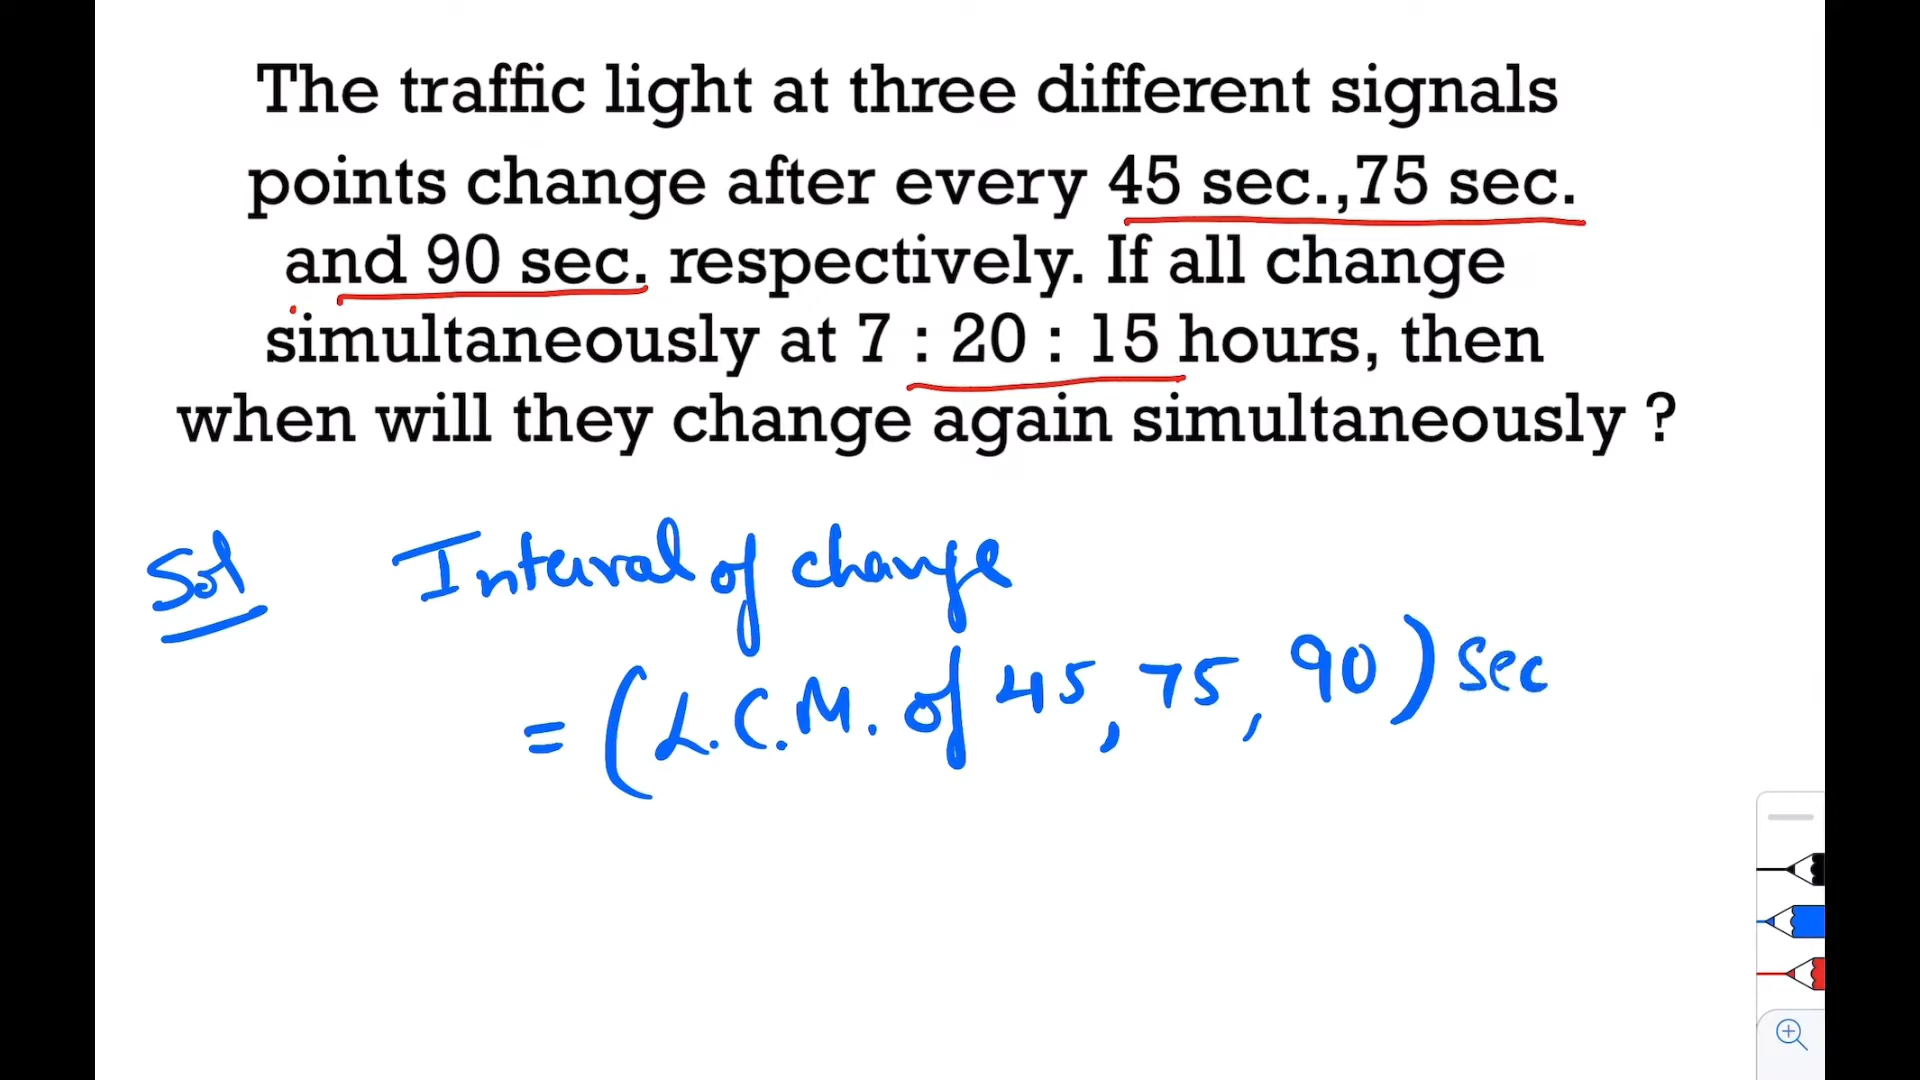 The traffic light at three different signals
points change after every 45 sec.,75 sec.
and 90 sec. respectively. If all change
simultaneously at 7 : 20 : 15 hours, then
when will they change again simultaneously ?
Sol Interval of change
= (L.C.M. of 45, 75, 90) sec